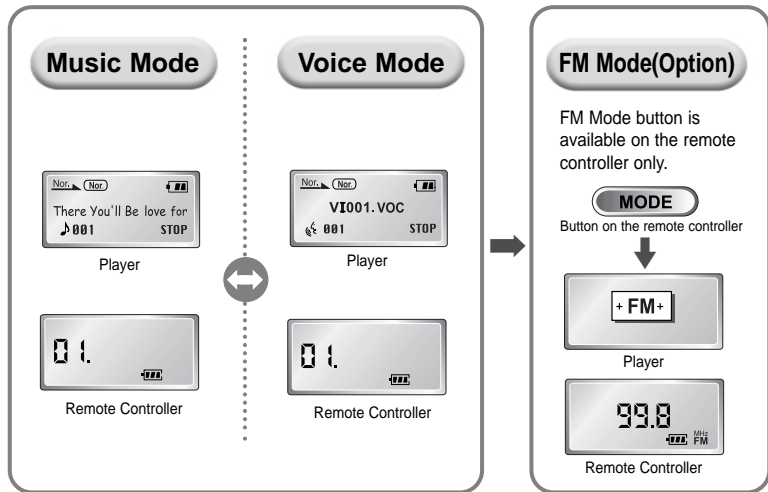 Music Mode
Nor. Nor.
There You'll Be love for
001 STOP
Player
01.
Remote Controller
Voice Mode
Nor. Nor.
VI001.VOC
001 STOP
Player
01.
Remote Controller
FM Mode(Option)
FM Mode button is
available on the remote
controller only.
MODE
Button on the remote controller
+ FM +
Player
99.8
MHz
FM
Remote Controller